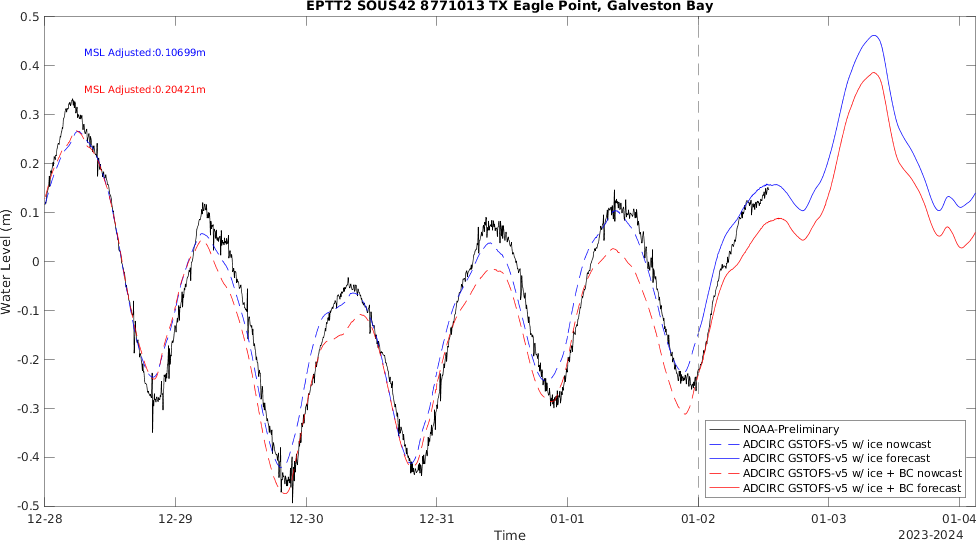 EPTT2 SOUS42 8771013 TX Eagle Point, Galveston Bay
0.5
0.4
0.3
0.2
0.1
0
-0.1
-0.2
-0.3
-0.4
-0.5
Water Level (m)
MSL Adjusted:0.10699m
MSL Adjusted:0.20421m
NOAA-Preliminary
ADCIRC GSTOFS-v5 w/ ice nowcast
ADCIRC GSTOFS-v5 w/ ice forecast
ADCIRC GSTOFS-v5 w/ ice + BC nowcast
ADCIRC GSTOFS-v5 w/ ice + BC forecast
12-28 12-29 12-30 12-31 01-01 01-02 01-03 01-04
Time
2023-2024